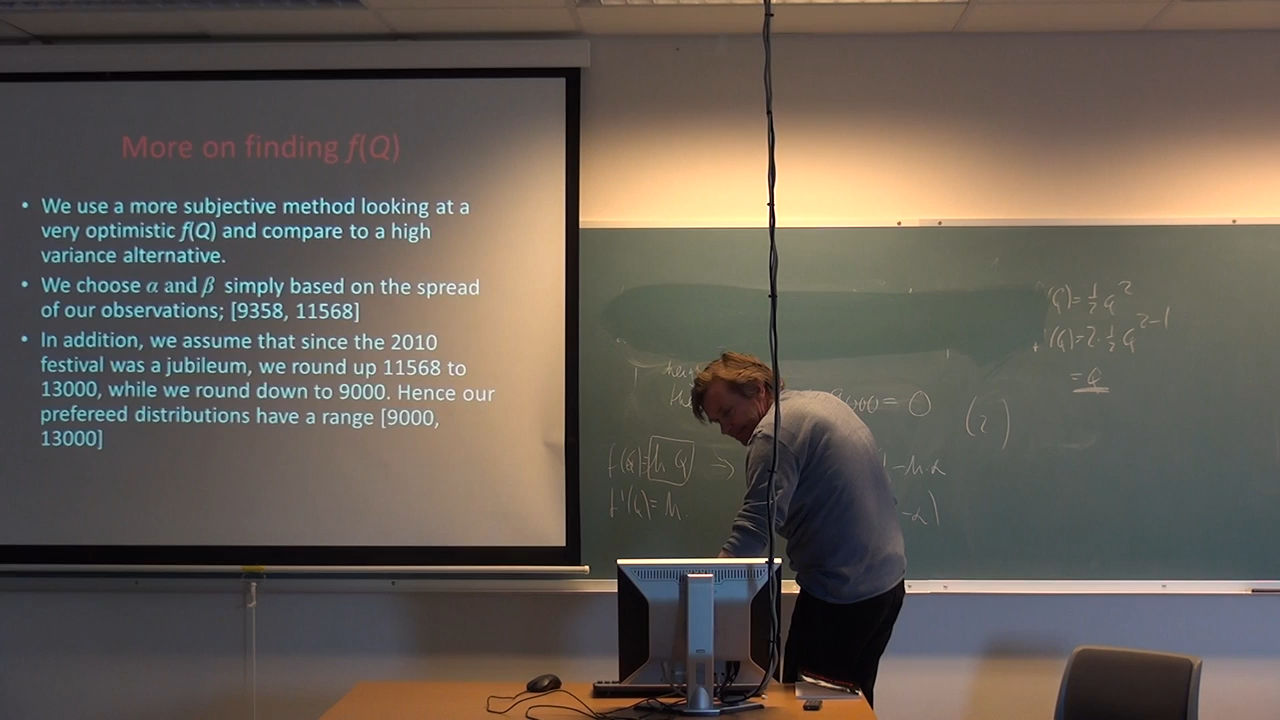 More on finding f(Q)
• We use a more subjective method looking at a
very optimistic f(Q) and compare to a high
variance alternative.
• We choose α and β simply based on the spread
of our observations; [9358, 11568]
• In addition, we assume that since the 2010
festival was a jubileum, we round up 11568 to
13000, while we round down to 9000. Hence our
prefereed distributions have a range [9000,
13000]
(Q)= ½ Q²
'(Q)= 2·½ Q²⁻¹
= Q
000 = 0 (2)
f(Q)= h Q ⇒
- h·α
f'(Q)= h.
-α)